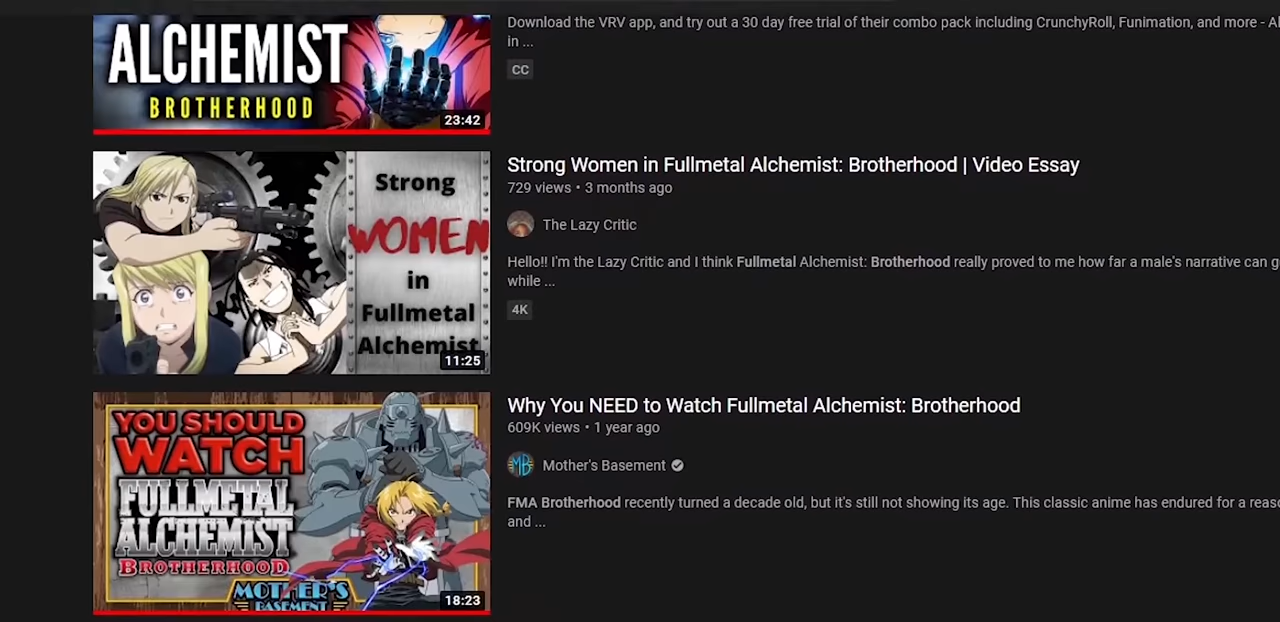 ALCHEMIST
BROTHERHOOD
23:42
Download the VRV app, and try out a 30 day free trial of their combo pack including CrunchyRoll, Funimation, and more -
in ...
CC
Strong
WOMEN
in
Fullmetal
Alchemist
11:25
Strong Women in Fullmetal Alchemist: Brotherhood | Video Essay
729 views • 3 months ago
The Lazy Critic
Hello!! I'm the Lazy Critic and I think Fullmetal Alchemist: Brotherhood really proved to me how far a male's narrative can
while ...
4K
YOU SHOULD
WATCH
FULLMETAL
ALCHEMIST
BROTHERHOOD
MOTHER'S
BASEMENT
18:23
Why You NEED to Watch Fullmetal Alchemist: Brotherhood
609K views • 1 year ago
MB
Mother's Basement
FMA Brotherhood recently turned a decade old, but it's still not showing its age. This classic anime has endured for a
and ...